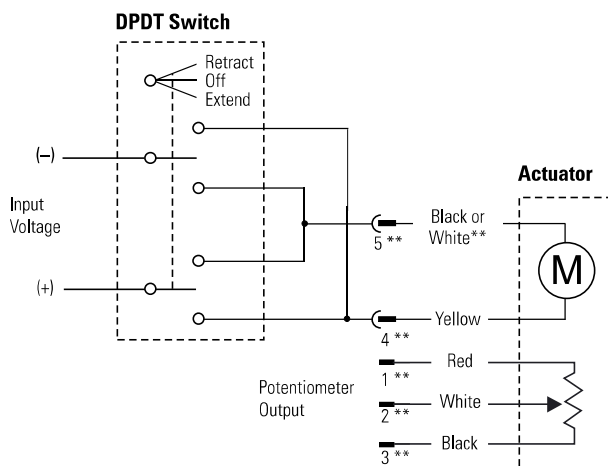 DPDT Switch
Retract
Off
Extend
(–)
Input
Voltage
(+)
Actuator
Black or
White**
5 **
M
Yellow
4 **
Red
1 **
Potentiometer
Output
White
2 **
Black
3 **